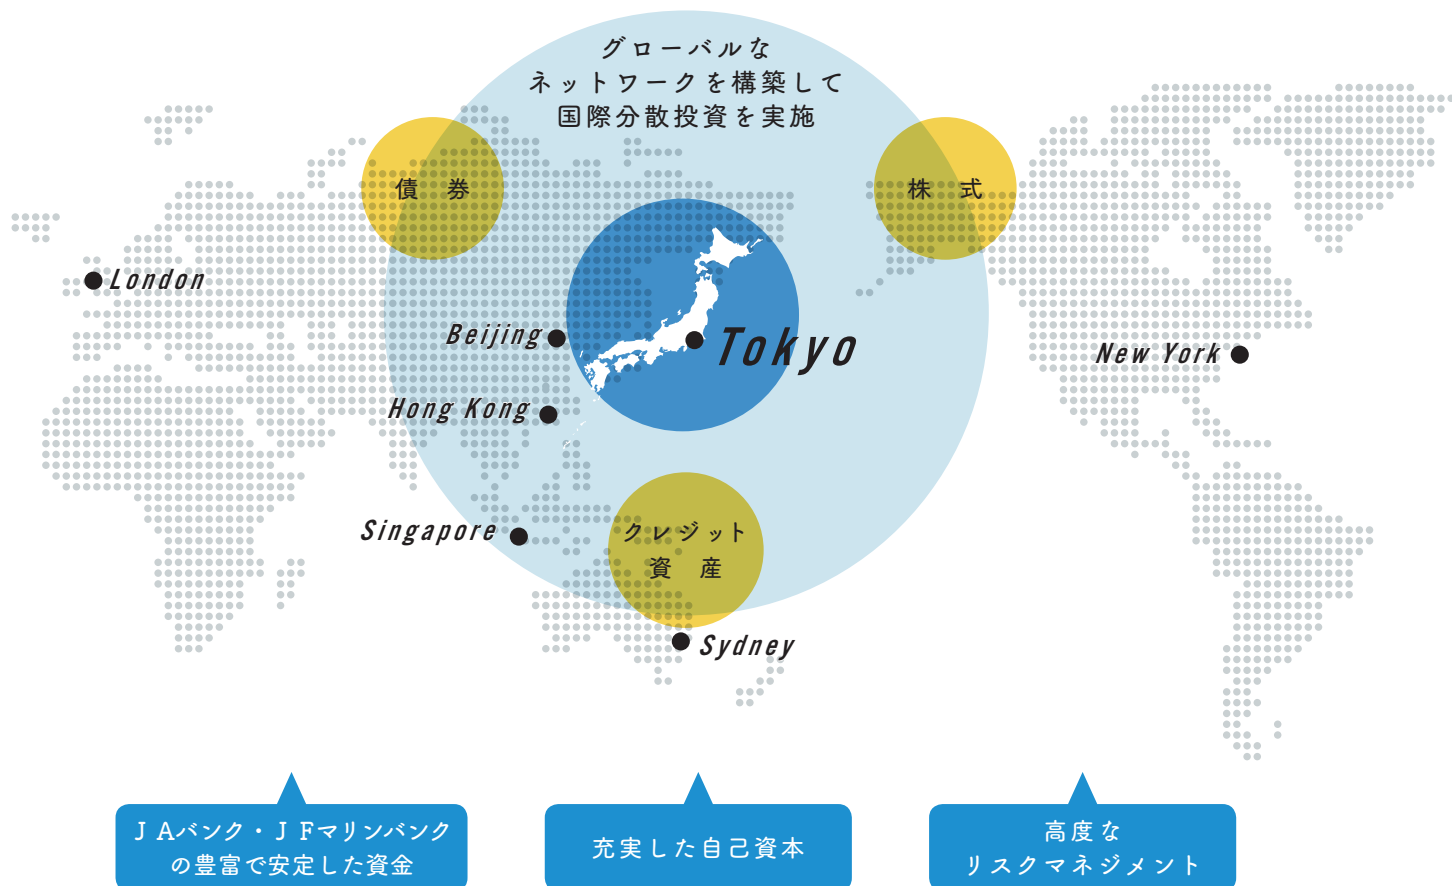 グローバルな
ネットワークを構築して
国際分散投資を実施
債 券
株 式
London
Beijing
Tokyo
New York
Hong Kong
Singapore
クレジット
資 産
Sydney
JAバンク・JFマリンバンク
の豊富で安定した資金
充実した自己資本
高度な
リスクマネジメント